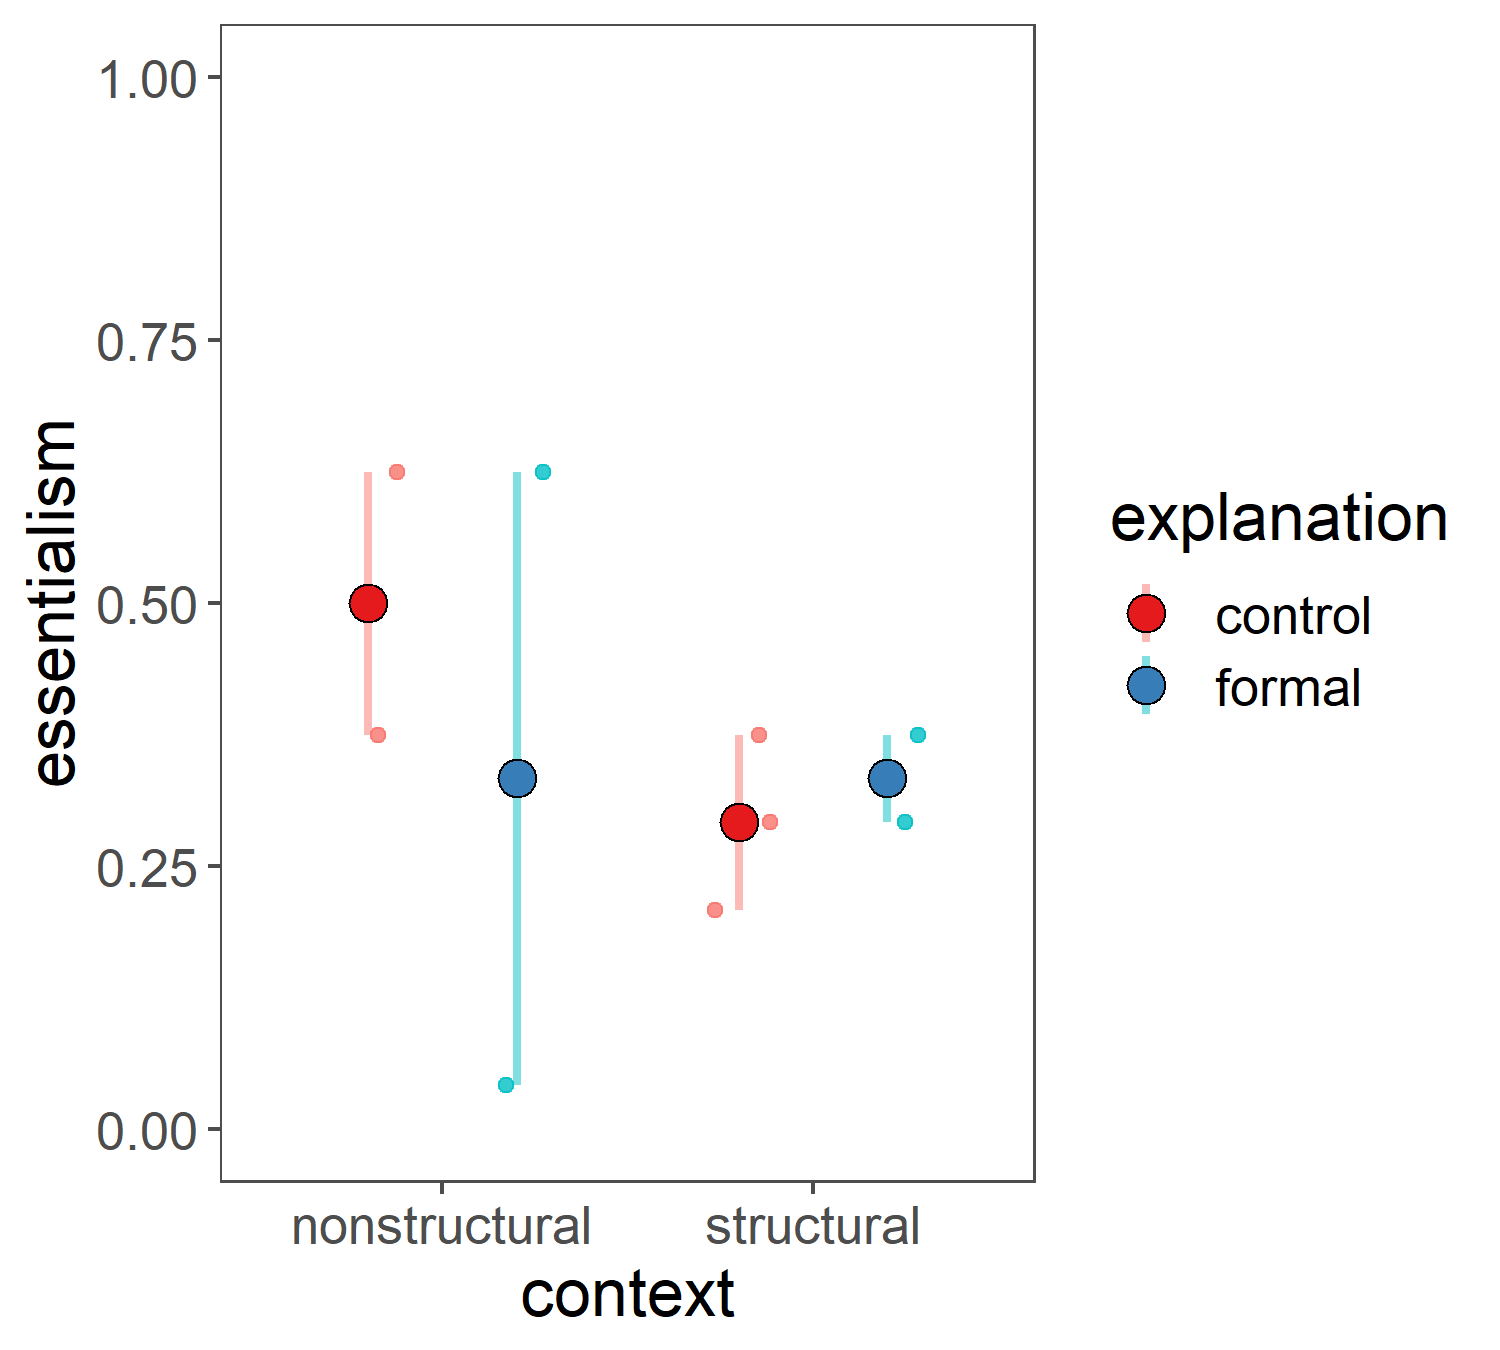 1.00
0.75
0.50
0.25
0.00
essentialism
nonstructural structural
context
explanation
control
formal